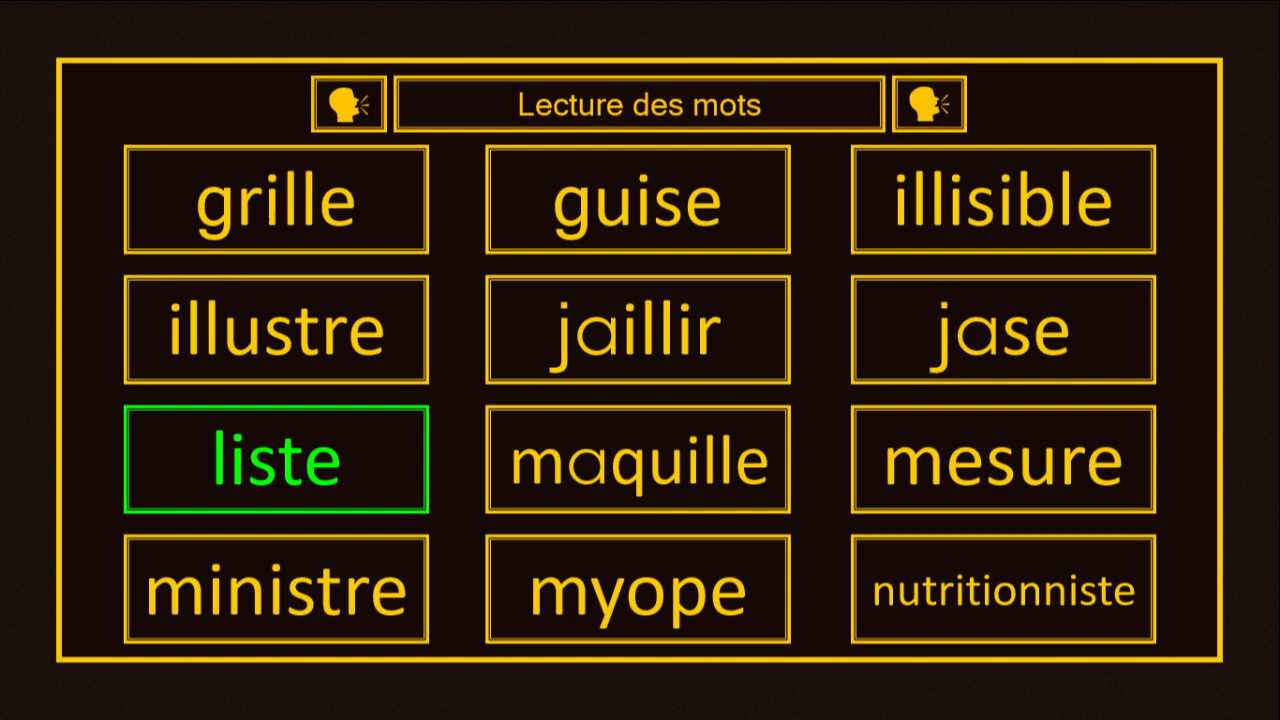 Lecture des mots
grille guise illisible
illustre jaillir jase
liste maquille mesure
ministre myope nutritionniste